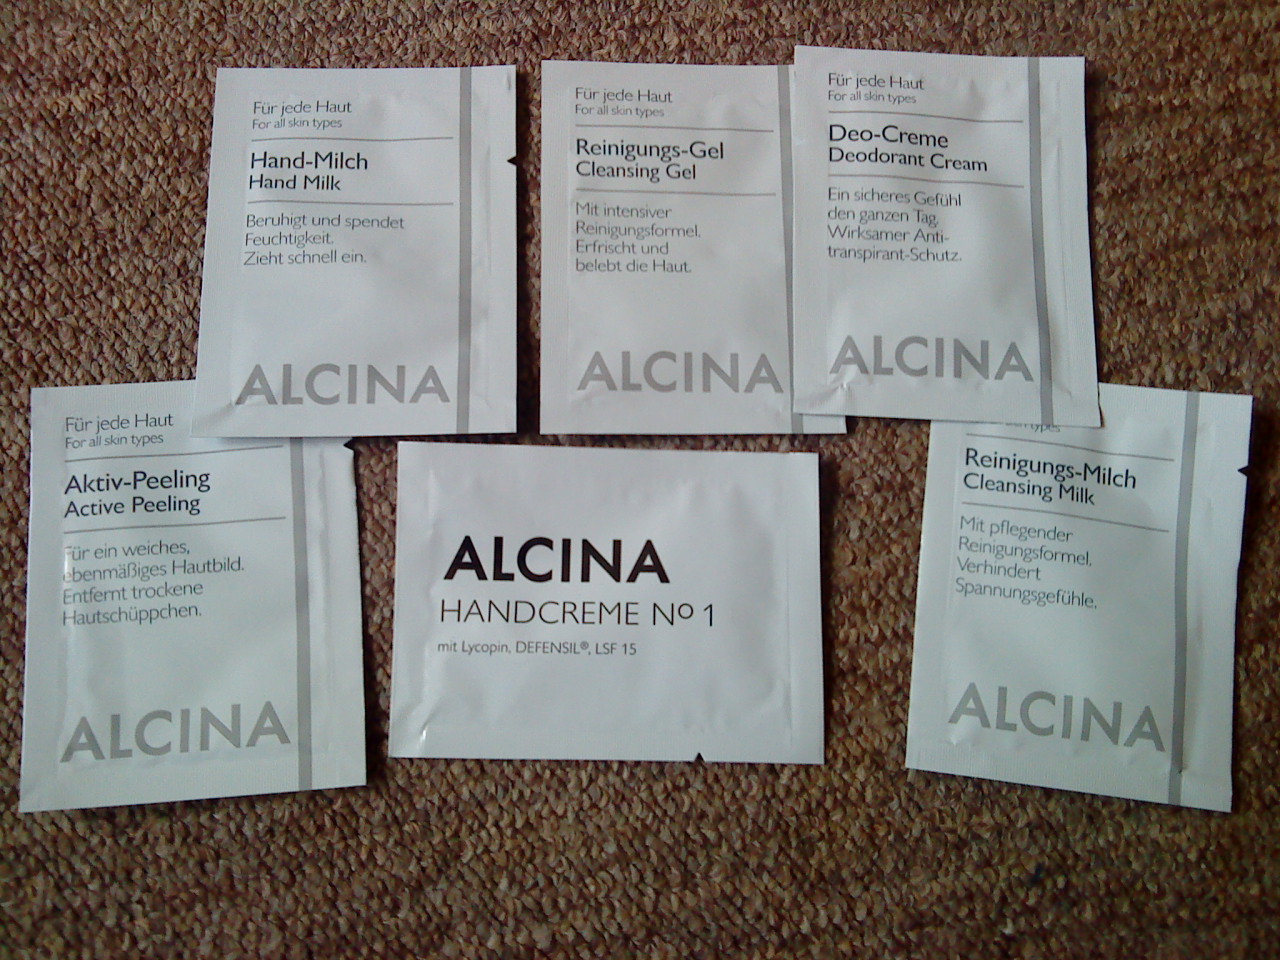 Für jede Haut
For all skin types
Hand-Milch
Hand Milk
Beruhigt und spendet
Feuchtigkeit.
Zieht schnell ein.
ALCINA
Für jede Haut
For all skin types
Reinigungs-Gel
Cleansing Gel
Mit intensiver
Reinigungsformel.
Erfrischt und
belebt die Haut.
ALCINA
Für jede Haut
For all skin types
Deo-Creme
Deodorant Cream
Ein sicheres Gefühl
den ganzen Tag.
Wirksamer Anti-
transpirant-Schutz.
ALCINA
Für jede Haut
For all skin types
Aktiv-Peeling
Active Peeling
Für ein weiches,
ebenmäßiges Hautbild.
Entfernt trockene
Hautschüppchen.
ALCINA
ALCINA
HANDCREME Nº 1
mit Lycopin, DEFENSIL®, LSF 15
types
Reinigungs-Milch
Cleansing Milk
Mit pflegender
Reinigungsformel.
Verhindert
Spannungsgefühle.
ALCINA